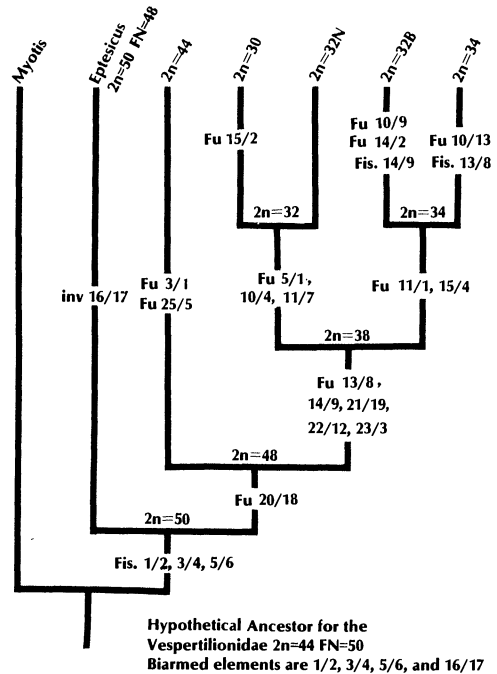 Myotis
Eptesicus
2n=50 FN=48
2n=44
2n=30
2n=32N
2n=32B
2n=34
Fu 15/2
Fu 10/9
Fu 14/2
Fis. 14/9
Fu 10/13
Fis. 13/8
2n=32
2n=34
inv 16/17
Fu 3/1
Fu 25/5
Fu 5/1,
10/4, 11/7
Fu 11/1, 15/4
2n=38
Fu 13/8,
14/9, 21/19,
22/12, 23/3
2n=48
Fu 20/18
2n=50
Fis. 1/2, 3/4, 5/6
Hypothetical Ancestor for the
Vespertilionidae 2n=44 FN=50
Biarmed elements are 1/2, 3/4, 5/6, and 16/17